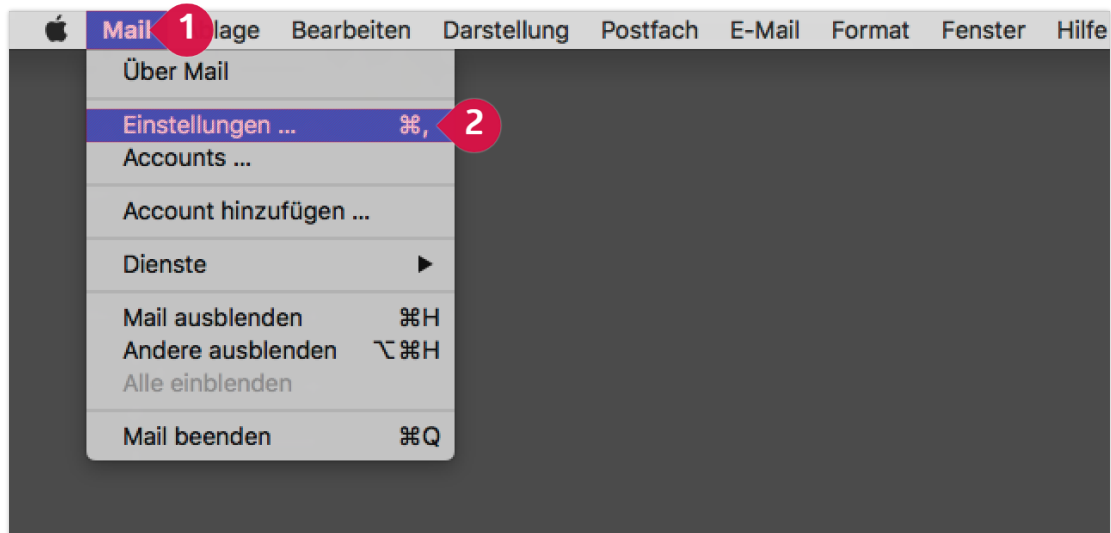 Mail 1 lage Bearbeiten Darstellung Postfach E-Mail Format Fenster Hilfe
Über Mail
Einstellungen ... ⌘, 2
Accounts ...
Account hinzufügen ...
Dienste ▶
Mail ausblenden ⌘H
Andere ausblenden ⌥⌘H
Alle einblenden
Mail beenden ⌘Q